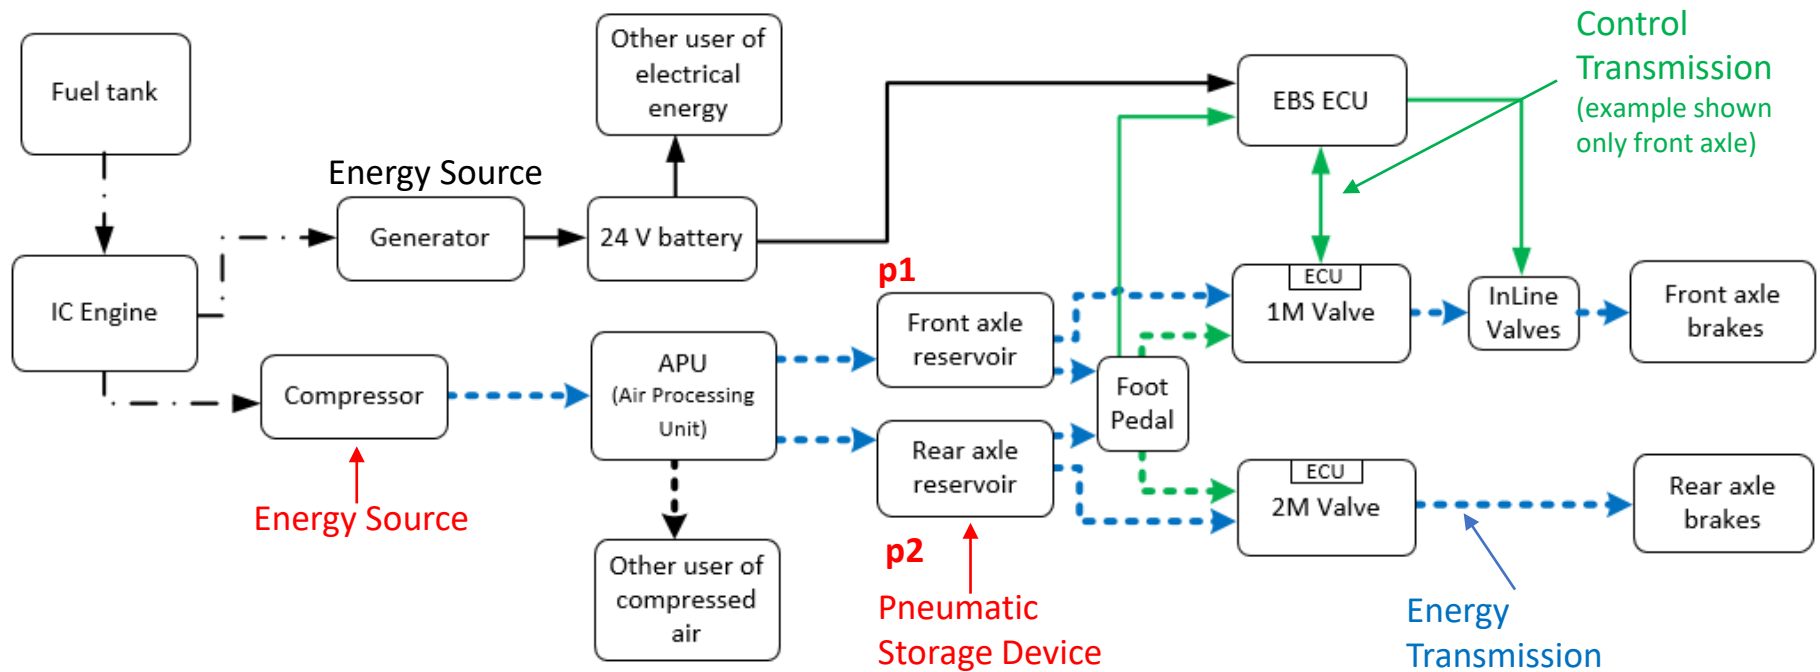 Fuel tank
Other user of
electrical
energy
Control
Transmission
(example shown
only front axle)
EBS ECU
Energy Source
Generator
24 V battery
IC Engine
p1
Front axle
reservoir
ECU
1M Valve
InLine
Valves
Front axle
brakes
APU
(Air Processing
Unit)
Compressor
Foot
Pedal
Rear axle
reservoir
ECU
2M Valve
Rear axle
brakes
Energy Source
p2
Other user of
compressed
air
Pneumatic
Storage Device
Energy
Transmission